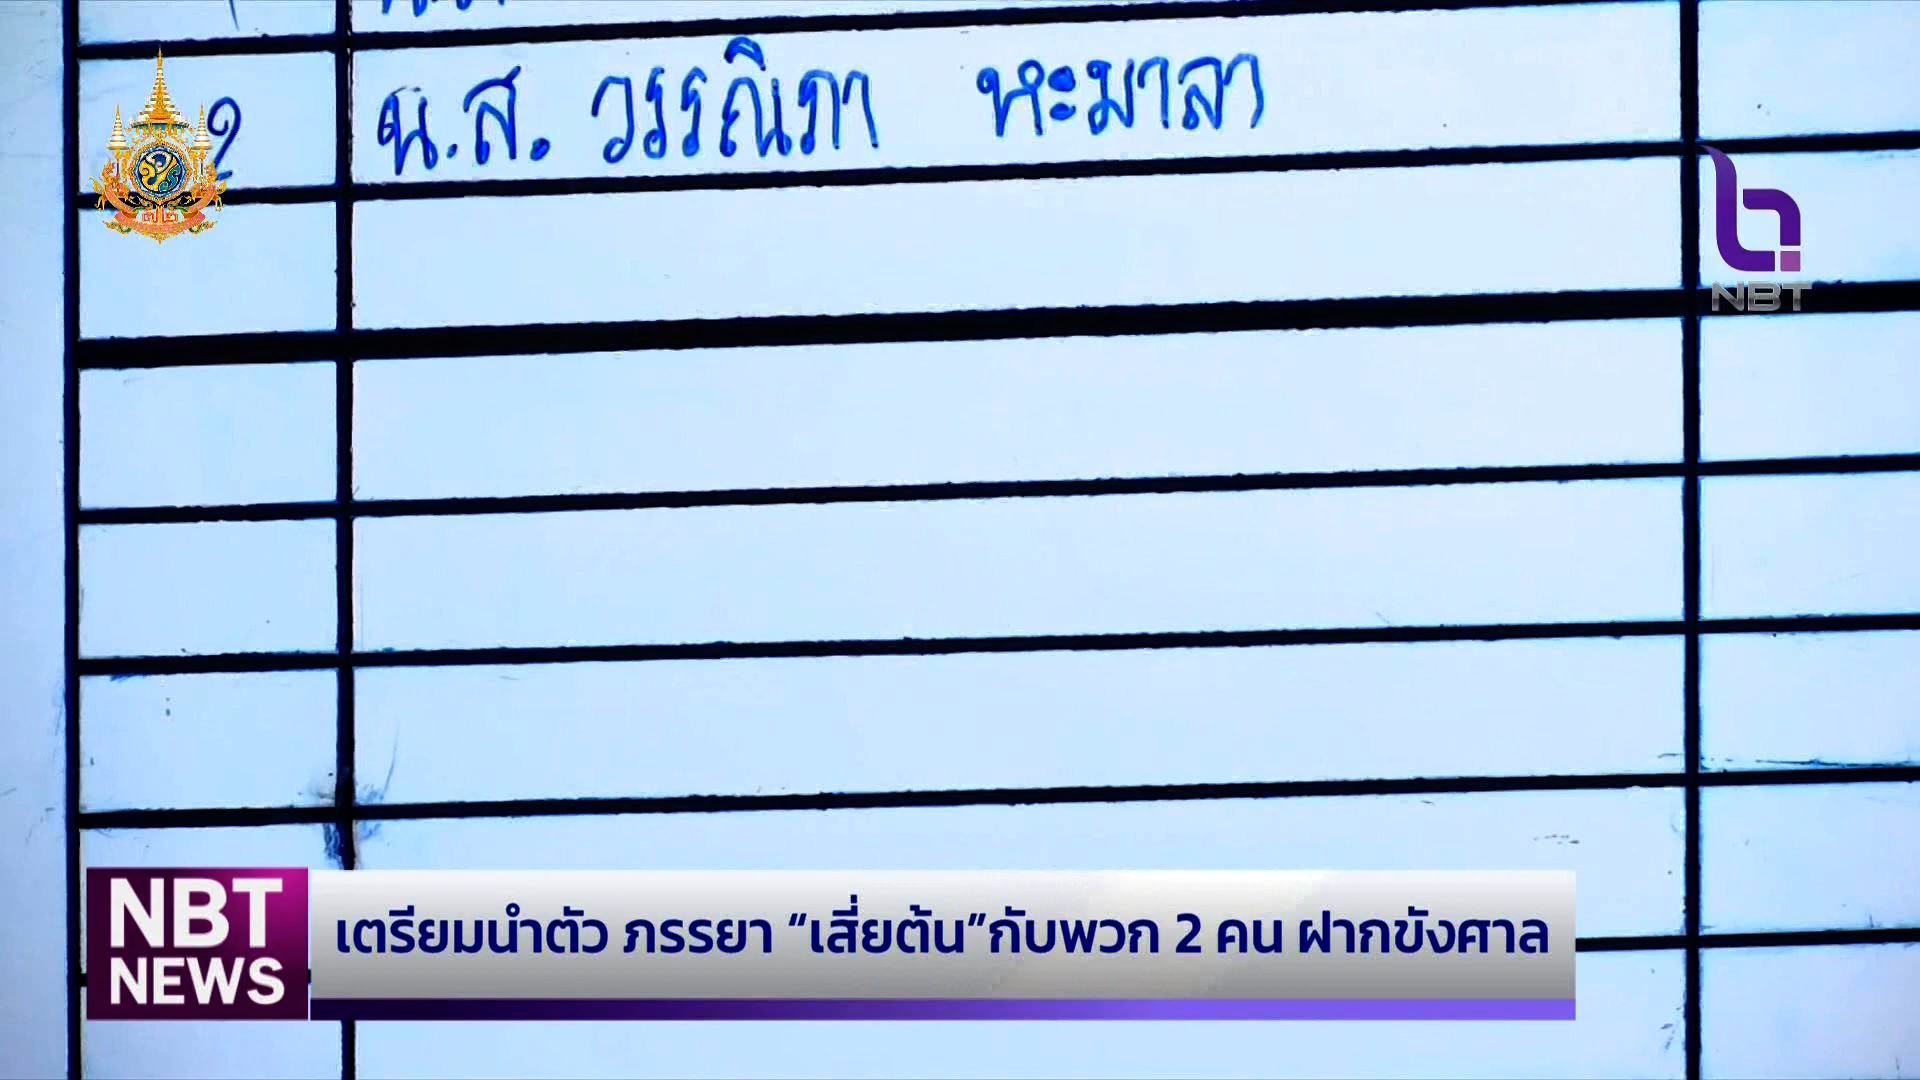 ๒ น.ส. วรรณิภา หะมาลา
NBT
NBT NEWS
เตรียมนำตัว ภรรยา “เสี่ยต้น”กับพวก 2 คน ฝากขังศาล